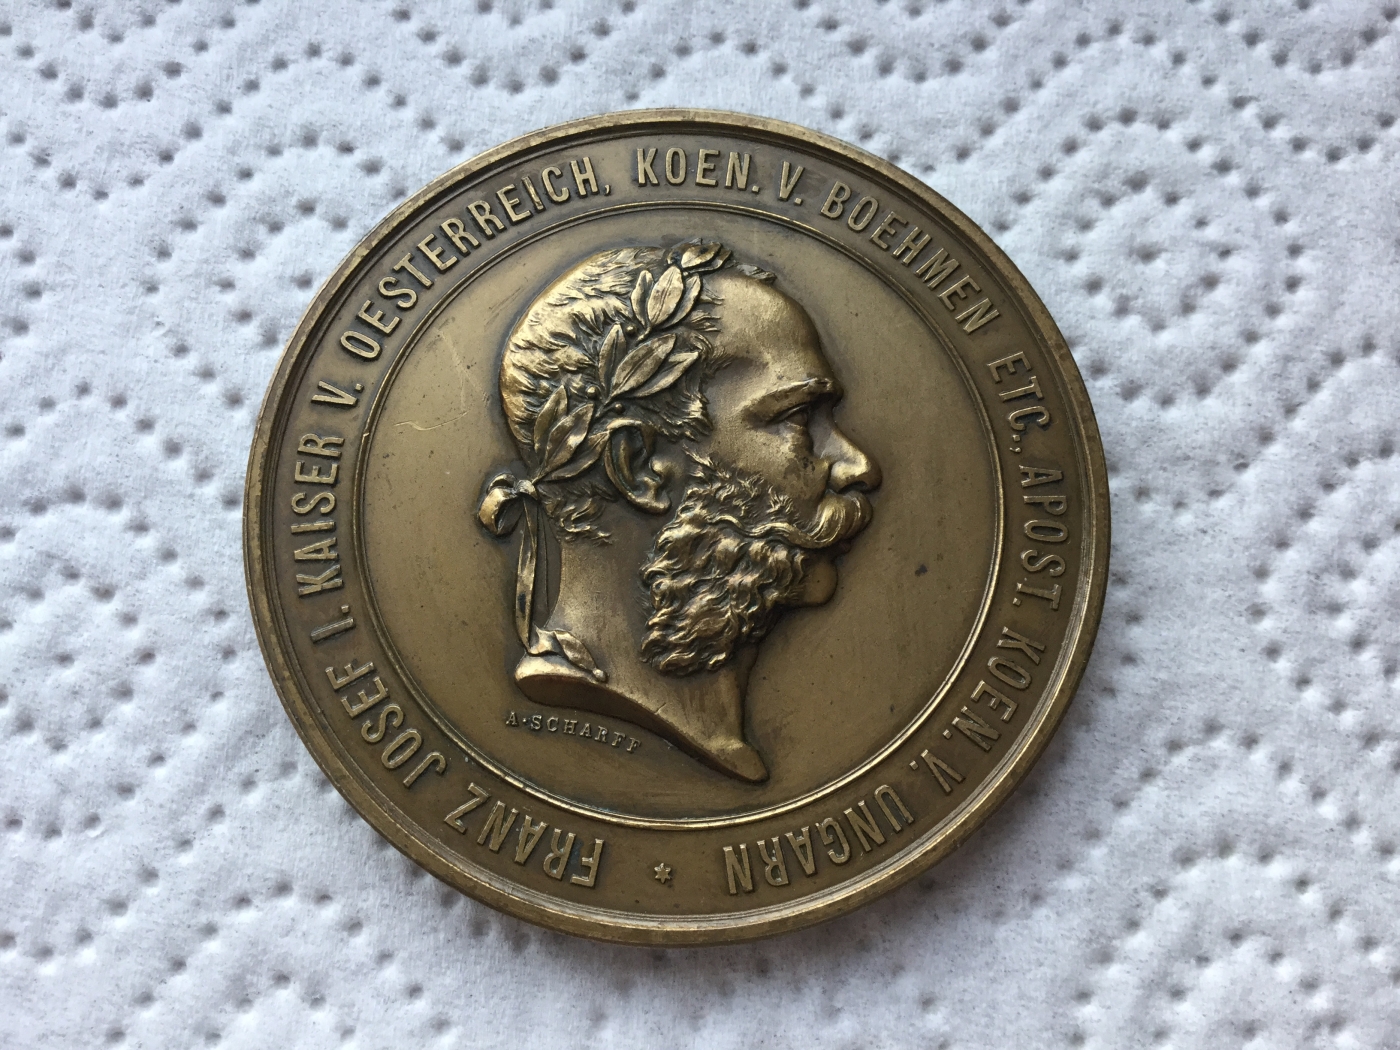 FRANZ JOSEF I. KAISER V. OESTERREICH, KOEN. V. BOEHMEN ETC., APOST. KOEN. V. UNGARN *
A·SCHARFF